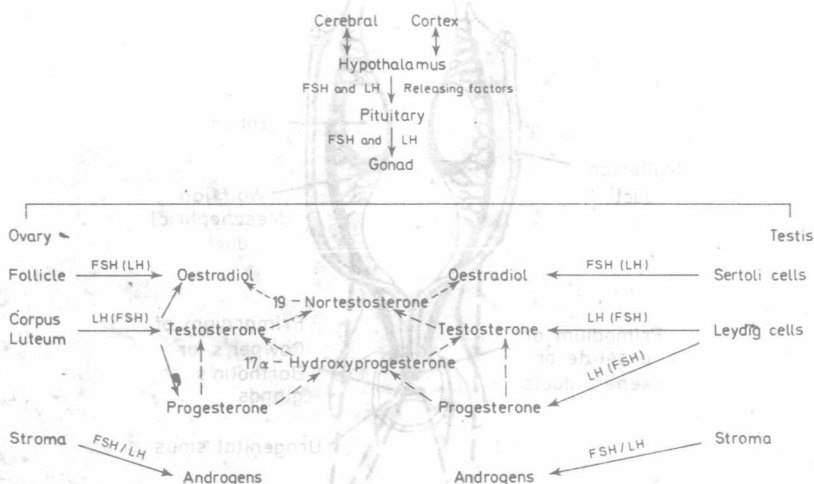 Cerebral Cortex
Hypothalamus
FSH and LH Releasing factors
Pituitary
FSH and LH
Gonad
Ovary Testis
Follicle FSH (LH) Oestradiol Oestradiol FSH (LH) Sertoli cells
19 – Nortestosterone
Corpus Luteum LH (FSH) Testosterone Testosterone LH (FSH) Leydig cells
17α – Hydroxyprogesterone LH (FSH)
Progesterone Progesterone
Stroma FSH/LH Androgens Androgens FSH/LH Stroma